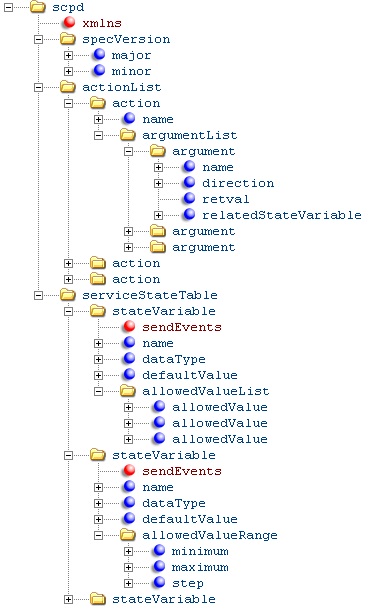 scpd
xmlns
specVersion
major
minor
actionList
action
name
argumentList
argument
name
direction
retval
relatedStateVariable
argument
argument
action
action
serviceStateTable
stateVariable
sendEvents
name
dataType
defaultValue
allowedValueList
allowedValue
allowedValue
allowedValue
stateVariable
sendEvents
name
dataType
defaultValue
allowedValueRange
minimum
maximum
step
stateVariable